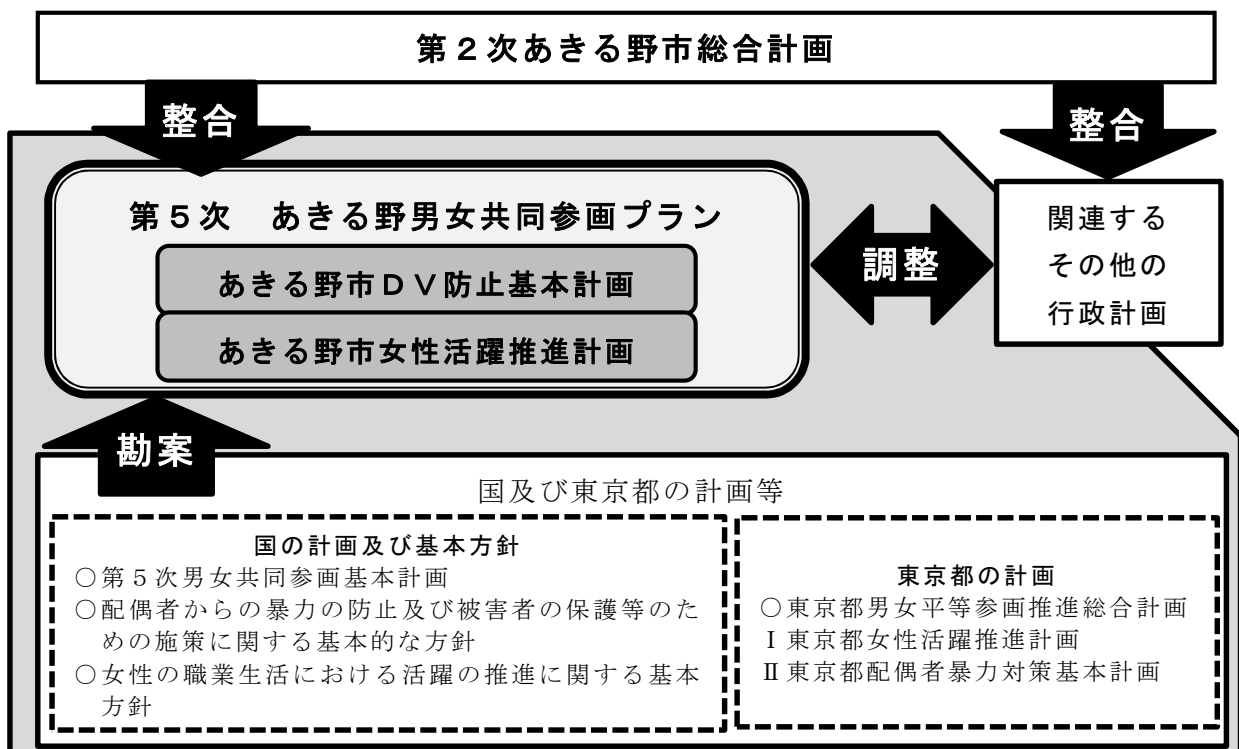 第２次あきる野市総合計画
整合
整合
第５次　あきる野男女共同参画プラン
あきる野市ＤＶ防止基本計画
あきる野市女性活躍推進計画
調整
関連する
その他の
行政計画
勘案
国及び東京都の計画等
国の計画及び基本方針
○第５次男女共同参画基本計画
○配偶者からの暴力の防止及び被害者の保護等のた
めの施策に関する基本的な方針
○女性の職業生活における活躍の推進に関する基本
方針
東京都の計画
○東京都男女平等参画推進総合計画
Ⅰ東京都女性活躍推進計画
Ⅱ東京都配偶者暴力対策基本計画